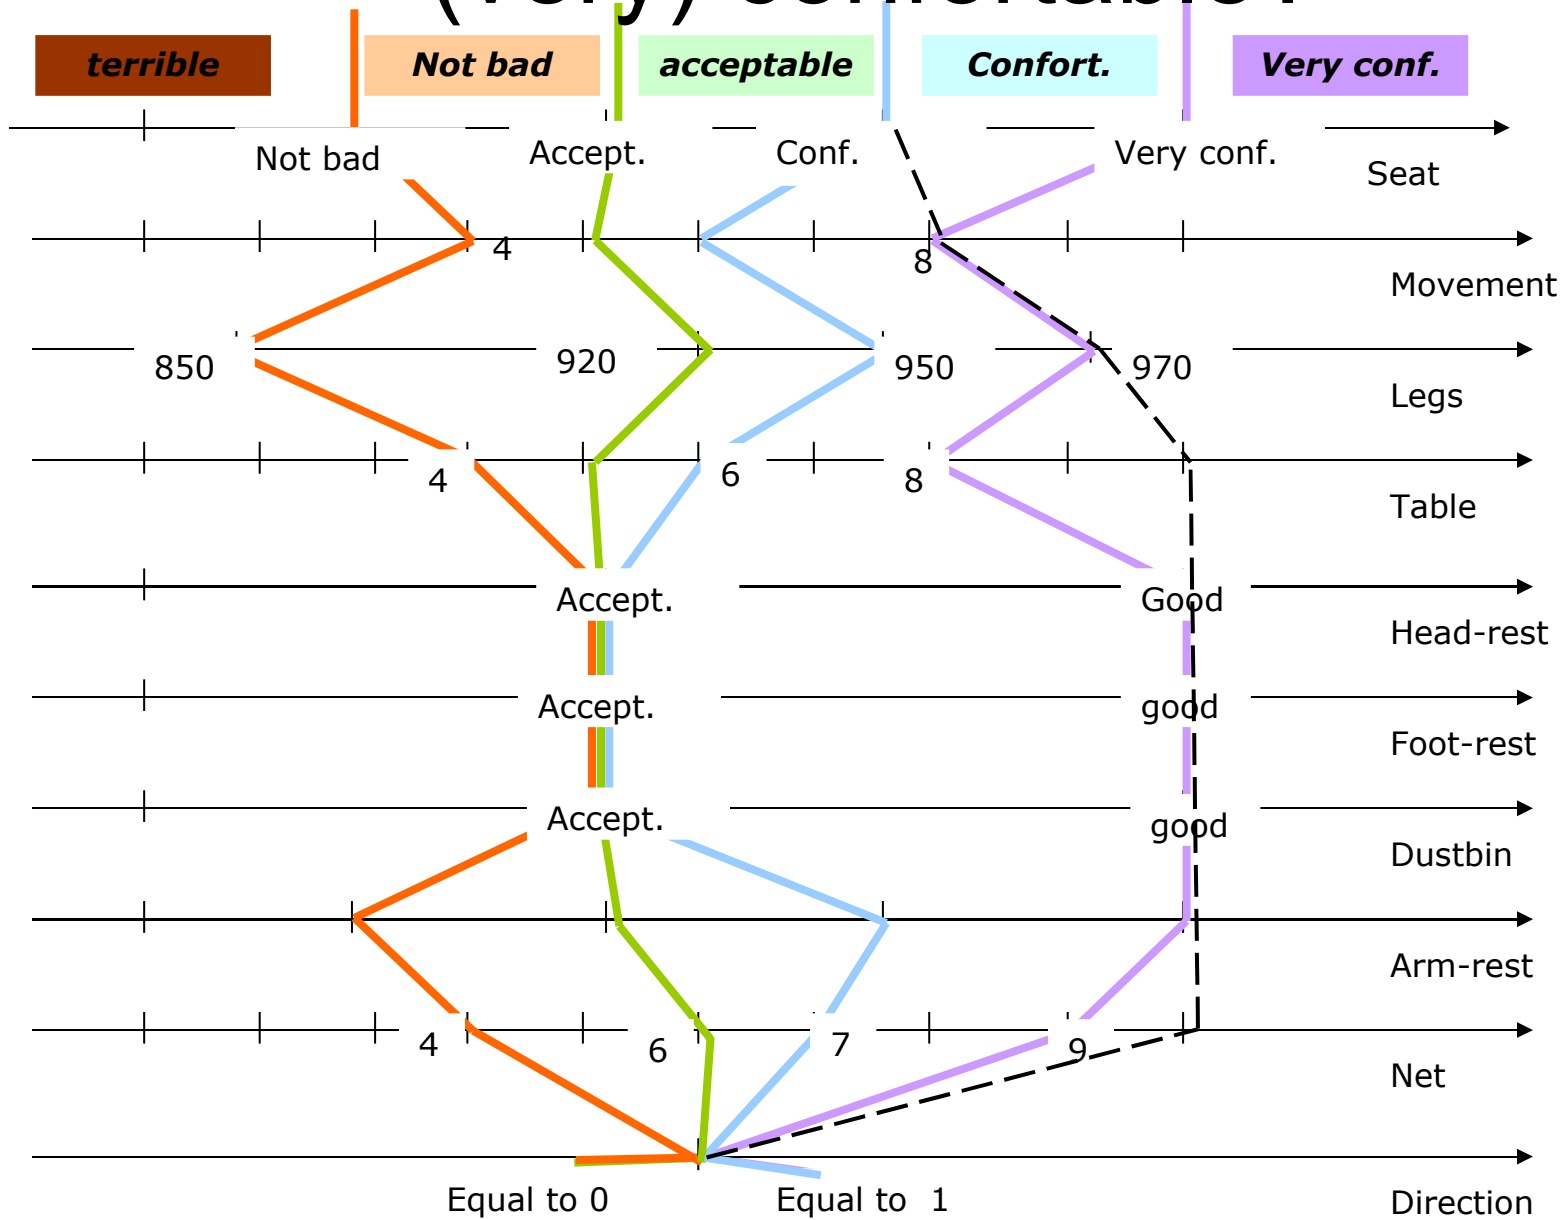 (very) confortable?
terrible Not bad acceptable Confort. Very conf.
Not bad Accept. Conf. Very conf.
Seat
4 8
Movement
850 920 950 970
Legs
4 6 8
Table
Accept. Good
Head-rest
Accept. good
Foot-rest
Accept. good
Dustbin
Arm-rest
4 6 7 9
Net
Equal to 0 Equal to 1
Direction